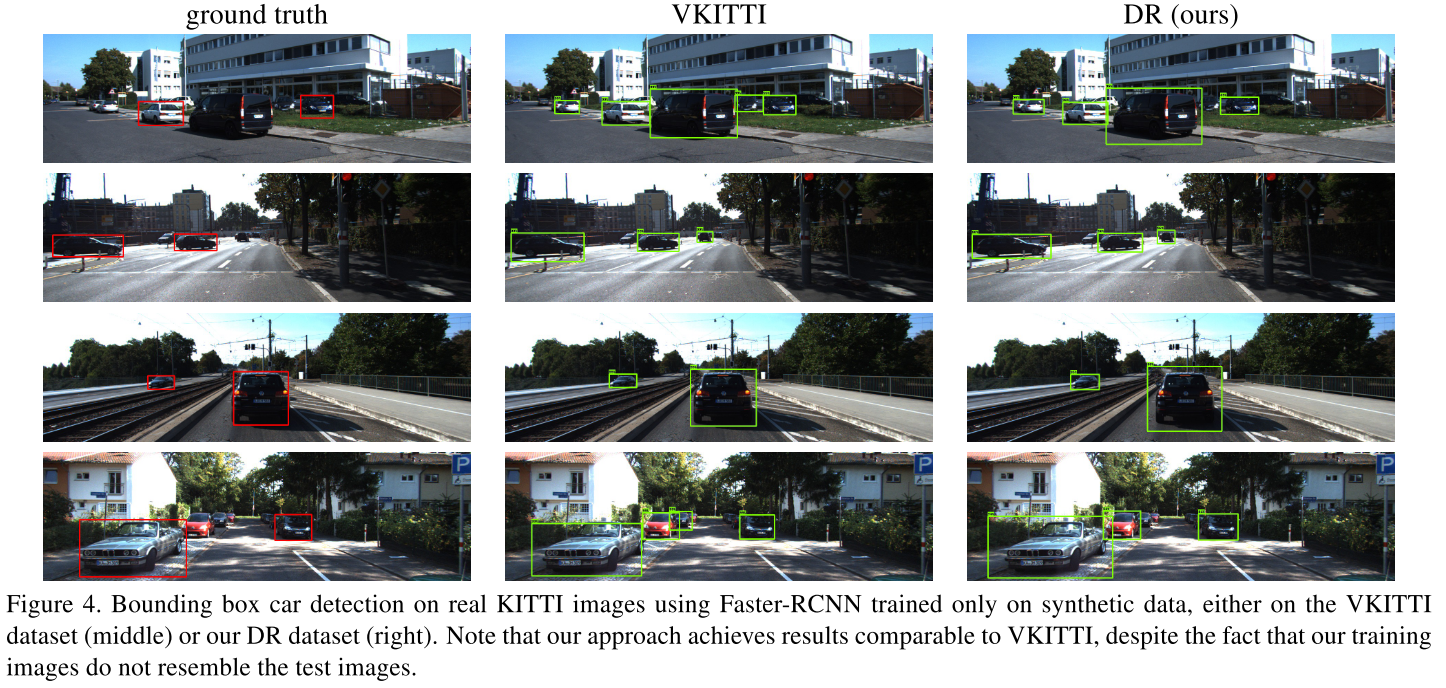 ground truth
VKITTI
DR (ours)
P
P
P
Figure 4. Bounding box car detection on real KITTI images using Faster-RCNN trained only on synthetic data, either on the VKITTI
dataset (middle) or our DR dataset (right). Note that our approach achieves results comparable to VKITTI, despite the fact that our training
images do not resemble the test images.